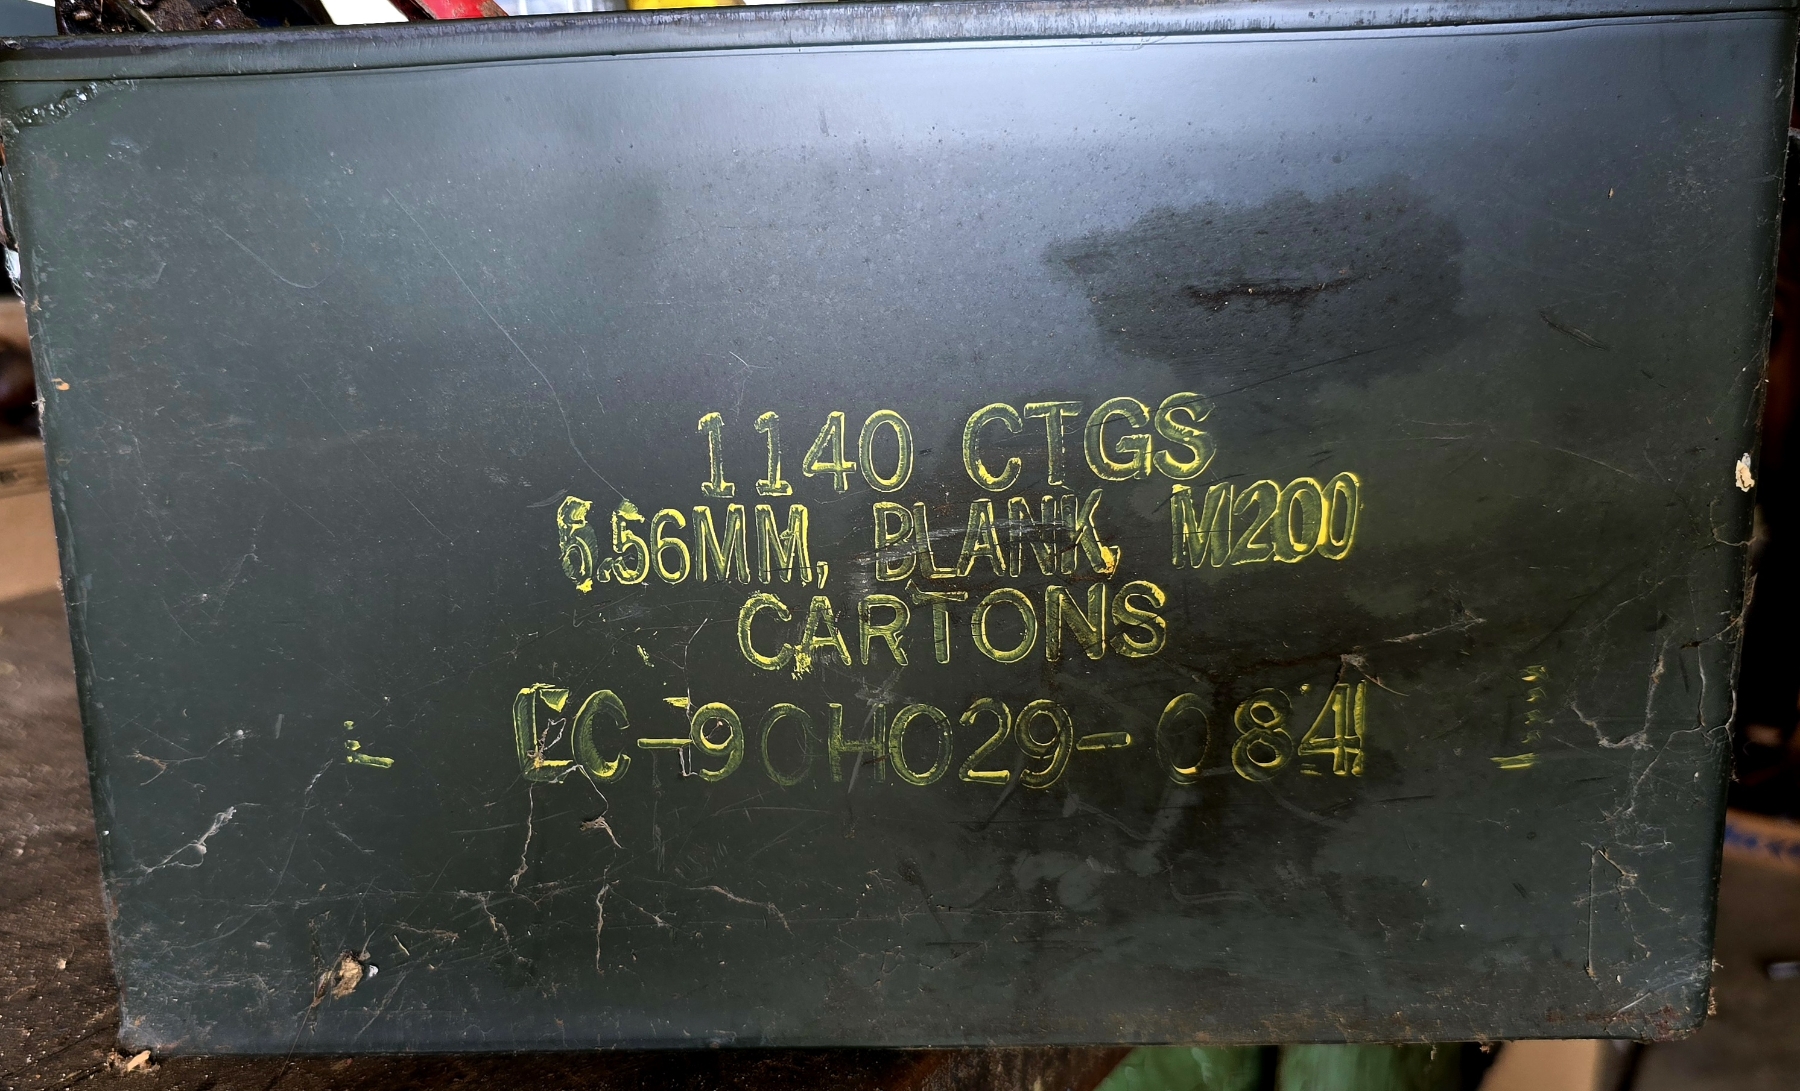 1140 CTGS
5.56MM, BLANK, M200
CARTONS
LC-90H029-084